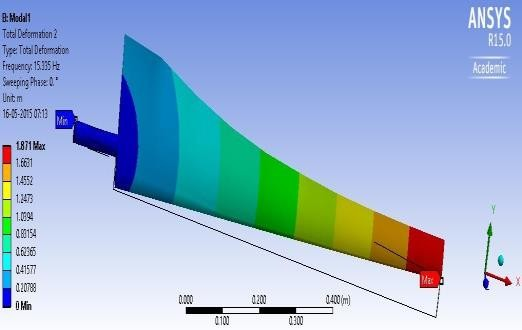 B: Modal1
Total Deformation 2
Type: Total Deformation
Frequency: 15.335 Hz
Sweeping Phase: 0. °
Unit: m
16-05-2015 07:13
1.871 Max
1.6631
1.4552
1.2473
1.0394
0.83154
0.62365
0.41577
0.20788
0 Min
ANSYS
R15.0
Academic
Min
Max
0.000
0.200
0.400 (m)
0.100
0.300
Y
X